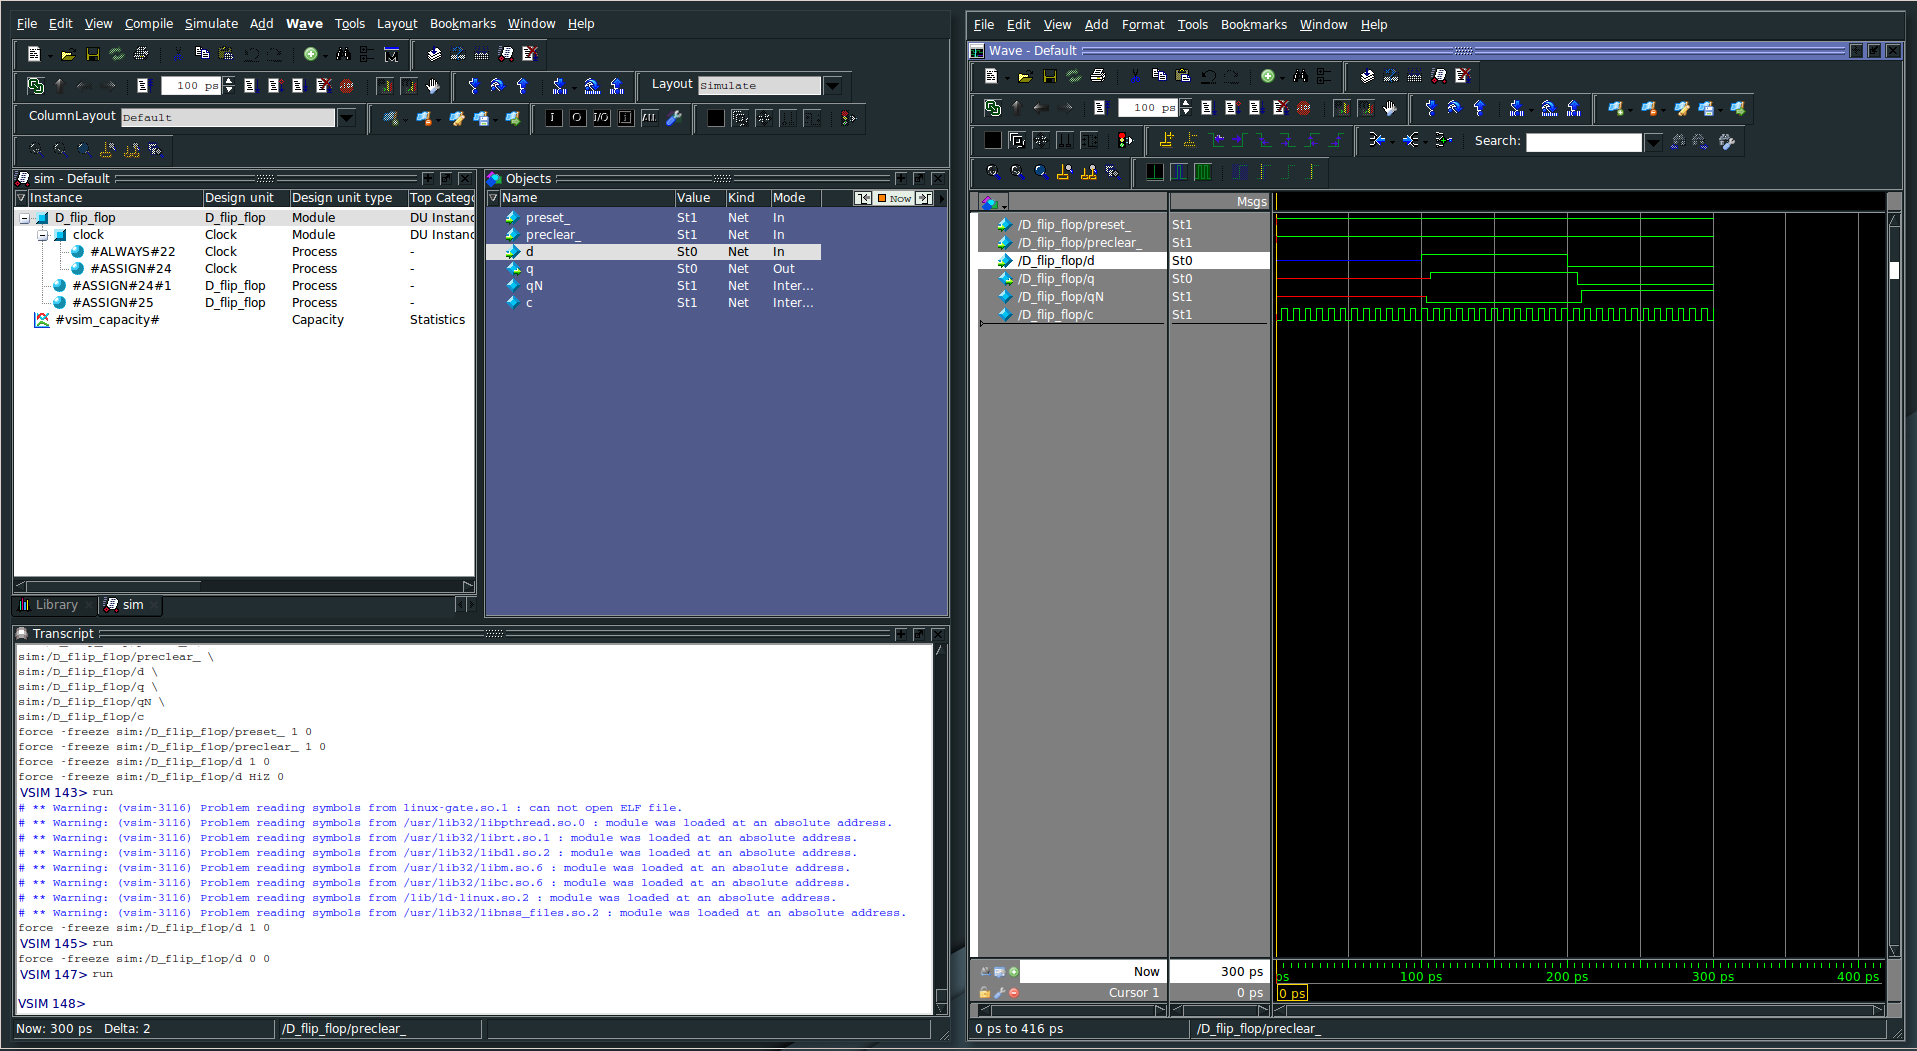 File Edit View Compile Simulate Add Wave Tools Layout Bookmarks Window Help
100 ps
Layout Simulate
ColumnLayout Default
I O I/O ALL
sim - Default
Instance Design unit Design unit type Top Categ
D_flip_flop D_flip_flop Module DU Instanc
clock Clock Module DU Instanc
#ALWAYS#22 Clock Process -
#ASSIGN#24 Clock Process -
#ASSIGN#24#1 D_flip_flop Process -
#ASSIGN#25 D_flip_flop Process -
#vsim_capacity# Capacity Statistics
Library sim
Objects
Name Value Kind Mode Now
preset_ St1 Net In
preclear_ St1 Net In
d St0 Net In
q St0 Net Out
qN St1 Net Inter...
c St1 Net Inter...
Transcript
sim:/D_flip_flop/preclear_ \
sim:/D_flip_flop/d \
sim:/D_flip_flop/q \
sim:/D_flip_flop/qN \
sim:/D_flip_flop/c
force -freeze sim:/D_flip_flop/preset_ 1 0
force -freeze sim:/D_flip_flop/preclear_ 1 0
force -freeze sim:/D_flip_flop/d 1 0
force -freeze sim:/D_flip_flop/d HiZ 0
VSIM 143> run
# ** Warning: (vsim-3116) Problem reading symbols from linux-gate.so.1 : can not open ELF file.
# ** Warning: (vsim-3116) Problem reading symbols from /usr/lib32/libpthread.so.0 : module was loaded at an absolute address.
# ** Warning: (vsim-3116) Problem reading symbols from /usr/lib32/librt.so.1 : module was loaded at an absolute address.
# ** Warning: (vsim-3116) Problem reading symbols from /usr/lib32/libdl.so.2 : module was loaded at an absolute address.
# ** Warning: (vsim-3116) Problem reading symbols from /usr/lib32/libm.so.6 : module was loaded at an absolute address.
# ** Warning: (vsim-3116) Problem reading symbols from /usr/lib32/libc.so.6 : module was loaded at an absolute address.
# ** Warning: (vsim-3116) Problem reading symbols from /lib/ld-linux.so.2 : module was loaded at an absolute address.
# ** Warning: (vsim-3116) Problem reading symbols from /usr/lib32/libnss_files.so.2 : module was loaded at an absolute address.
force -freeze sim:/D_flip_flop/d 1 0
VSIM 145> run
force -freeze sim:/D_flip_flop/d 0 0
VSIM 147> run
VSIM 148>
Now: 300 ps Delta: 2 /D_flip_flop/preclear_
File Edit View Add Format Tools Bookmarks Window Help
Wave - Default
100 ps
Search:
Msgs
/D_flip_flop/preset_ St1
/D_flip_flop/preclear_ St1
/D_flip_flop/d St0
/D_flip_flop/q St0
/D_flip_flop/qN St1
/D_flip_flop/c St1
Now 300 ps ps 100 ps 200 ps 300 ps 400 ps
Cursor 1 0 ps 0 ps
0 ps to 416 ps /D_flip_flop/preclear_